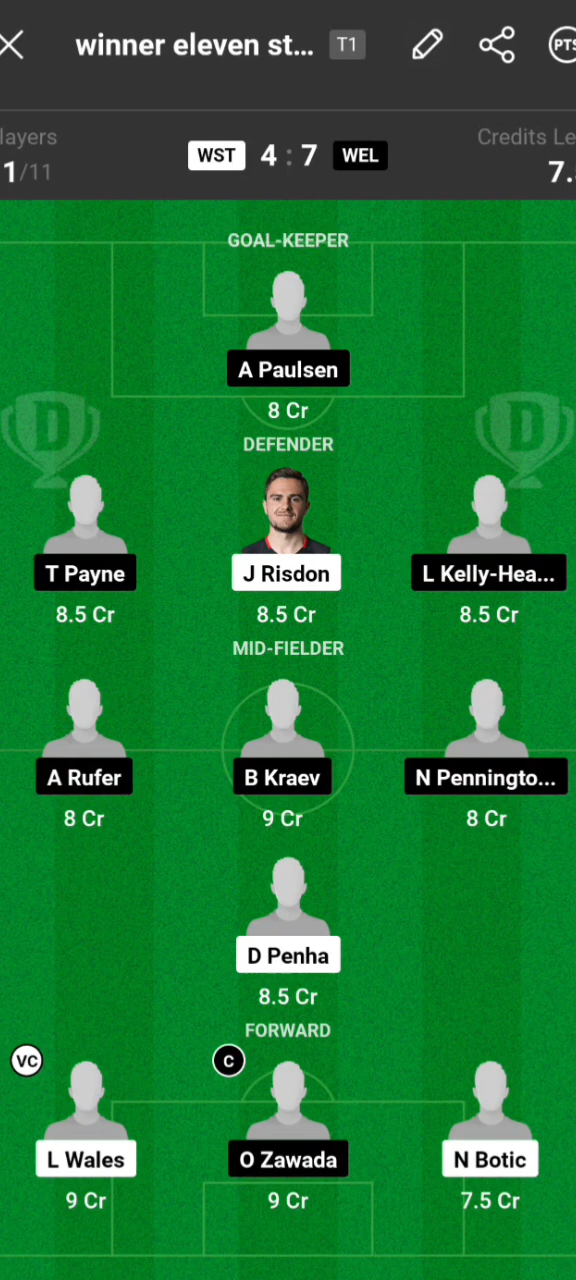 winner eleven st... T1 PTS
layers Credits Le
1/11 WST 4 : 7 WEL 7.
GOAL-KEEPER
A Paulsen
8 Cr
DEFENDER
T Payne J Risdon L Kelly-Hea...
8.5 Cr 8.5 Cr 8.5 Cr
MID-FIELDER
A Rufer B Kraev N Penningto...
8 Cr 9 Cr 8 Cr
D Penha
8.5 Cr
FORWARD
VC C
L Wales O Zawada N Botic
9 Cr 9 Cr 7.5 Cr